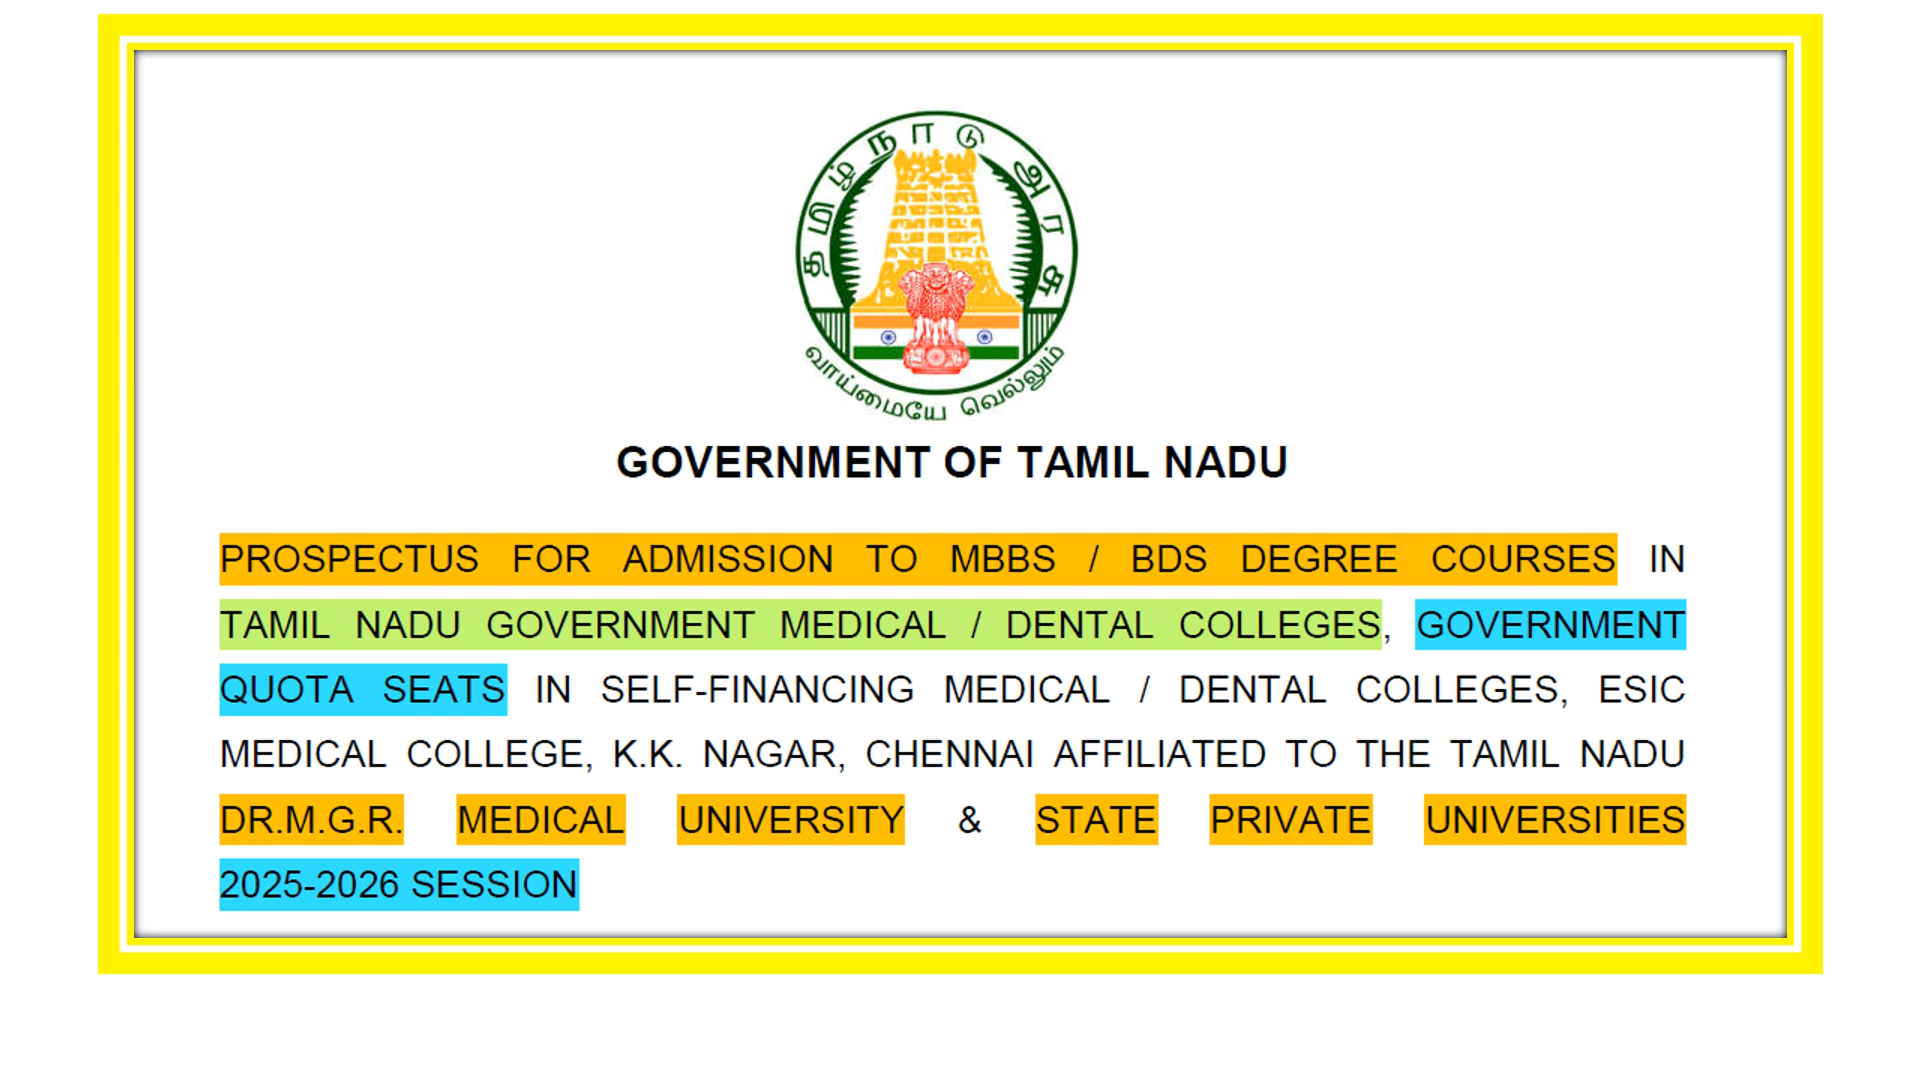 தமிழ்நாடு அரசு
வாய்மையே வெல்லும்
GOVERNMENT OF TAMIL NADU
PROSPECTUS FOR ADMISSION TO MBBS / BDS DEGREE COURSES IN
TAMIL NADU GOVERNMENT MEDICAL / DENTAL COLLEGES, GOVERNMENT
QUOTA SEATS IN SELF-FINANCING MEDICAL / DENTAL COLLEGES, ESIC
MEDICAL COLLEGE, K.K. NAGAR, CHENNAI AFFILIATED TO THE TAMIL NADU
DR.M.G.R. MEDICAL UNIVERSITY & STATE PRIVATE UNIVERSITIES
2025-2026 SESSION